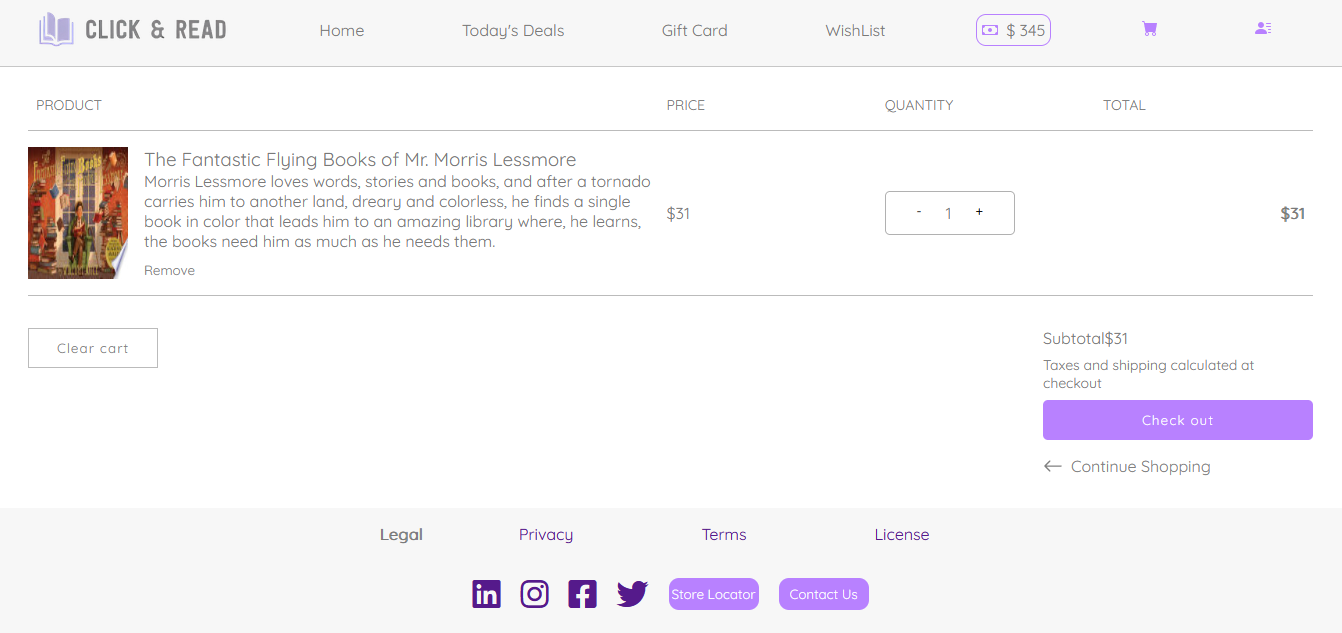 CLICK & READ
Home
Today's Deals
Gift Card
WishList
$ 345
PRODUCT
PRICE
QUANTITY
TOTAL
The Fantastic Flying Books of Mr. Morris Lessmore
Morris Lessmore loves words, stories and books, and after a tornado
carries him to another land, dreary and colorless, he finds a single
book in color that leads him to an amazing library where, he learns,
the books need him as much as he needs them.
Remove
$31
- 1 +
$31
Clear cart
Subtotal$31
Taxes and shipping calculated at
checkout
Check out
Continue Shopping
Legal
Privacy
Terms
License
Store Locator
Contact Us